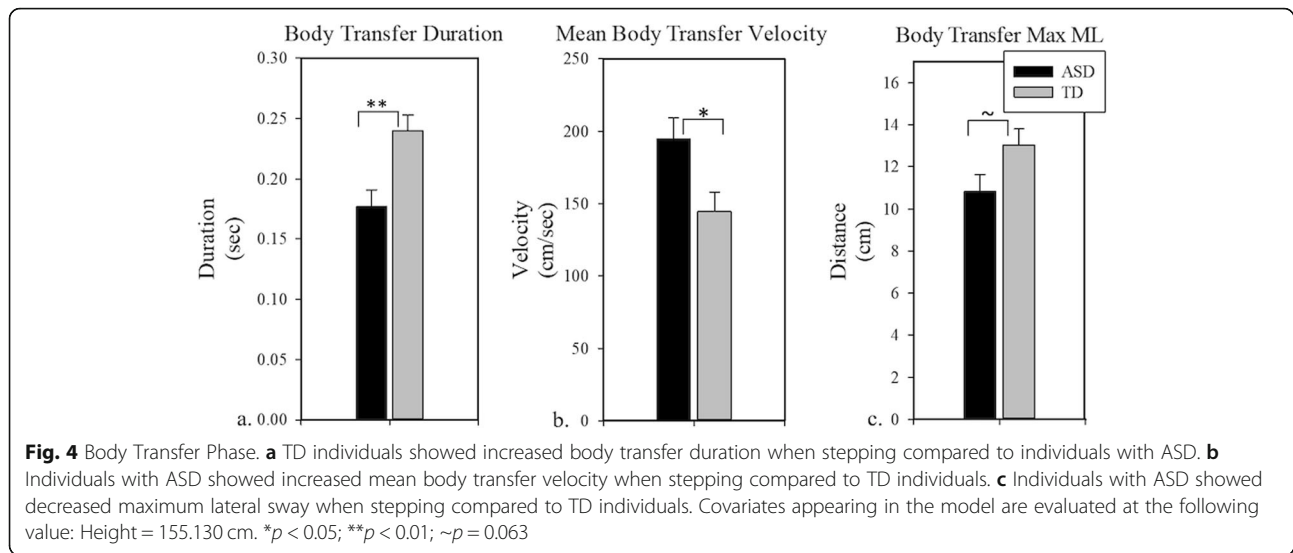 Body Transfer Duration
0.30
0.25
0.20
0.15
0.10
0.05
0.00
Duration
(sec)
**
a.
Mean Body Transfer Velocity
250
200
150
100
50
0
Velocity
(cm/sec)
*
b.
Body Transfer Max ML
16
14
12
10
8
6
4
2
0
Distance
(cm)
~
ASD
TD
c.
Fig. 4 Body Transfer Phase. a TD individuals showed increased body transfer duration when stepping compared to individuals with ASD. b
Individuals with ASD showed increased mean body transfer velocity when stepping compared to TD individuals. c Individuals with ASD showed
decreased maximum lateral sway when stepping compared to TD individuals. Covariates appearing in the model are evaluated at the following
value: Height = 155.130 cm. *p < 0.05; **p < 0.01; ~p = 0.063